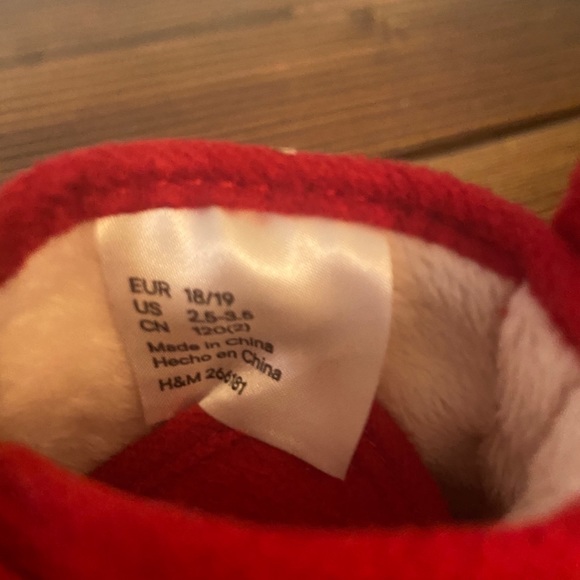 EUR 18/19
US 2.5-3.5
CN 120(2)
Made in China
Hecho en China
H&M